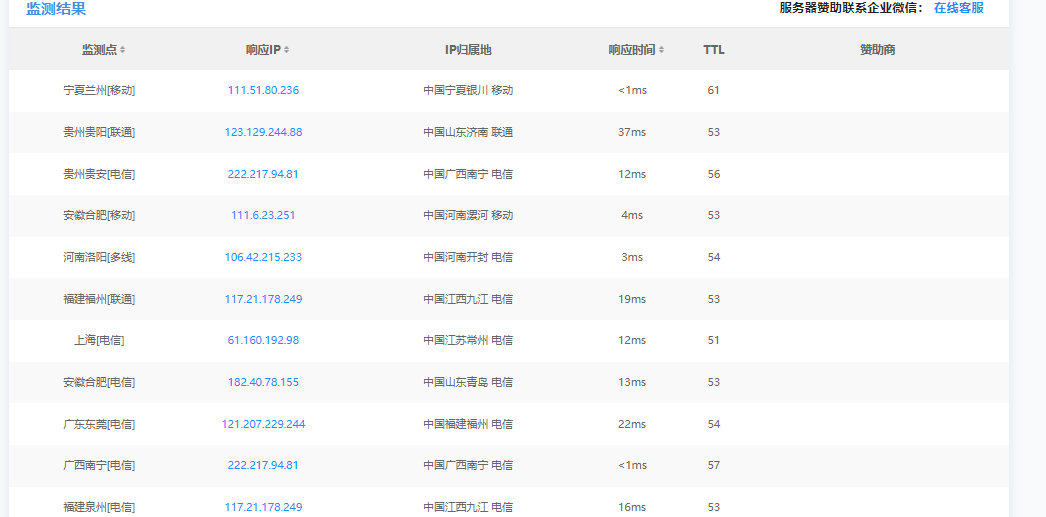 监测结果 服务器赞助联系企业微信： 在线客服
监测点 响应IP IP归属地 响应时间 TTL 赞助商
宁夏兰州[移动] 111.51.80.236 中国宁夏银川 移动 <1ms 61
贵州贵阳[联通] 123.129.244.88 中国山东济南 联通 37ms 53
贵州贵安[电信] 222.217.94.81 中国广西南宁 电信 12ms 56
安徽合肥[移动] 111.6.23.251 中国河南漯河 移动 4ms 53
河南洛阳[多线] 106.42.215.233 中国河南开封 电信 3ms 54
福建福州[联通] 117.21.178.249 中国江西九江 电信 19ms 53
上海[电信] 61.160.192.98 中国江苏常州 电信 12ms 51
安徽合肥[电信] 182.40.78.155 中国山东青岛 电信 13ms 53
广东东莞[电信] 121.207.229.244 中国福建福州 电信 22ms 54
广西南宁[电信] 222.217.94.81 中国广西南宁 电信 <1ms 57
福建泉州[电信] 117.21.178.249 中国江西九江 电信 16ms 53